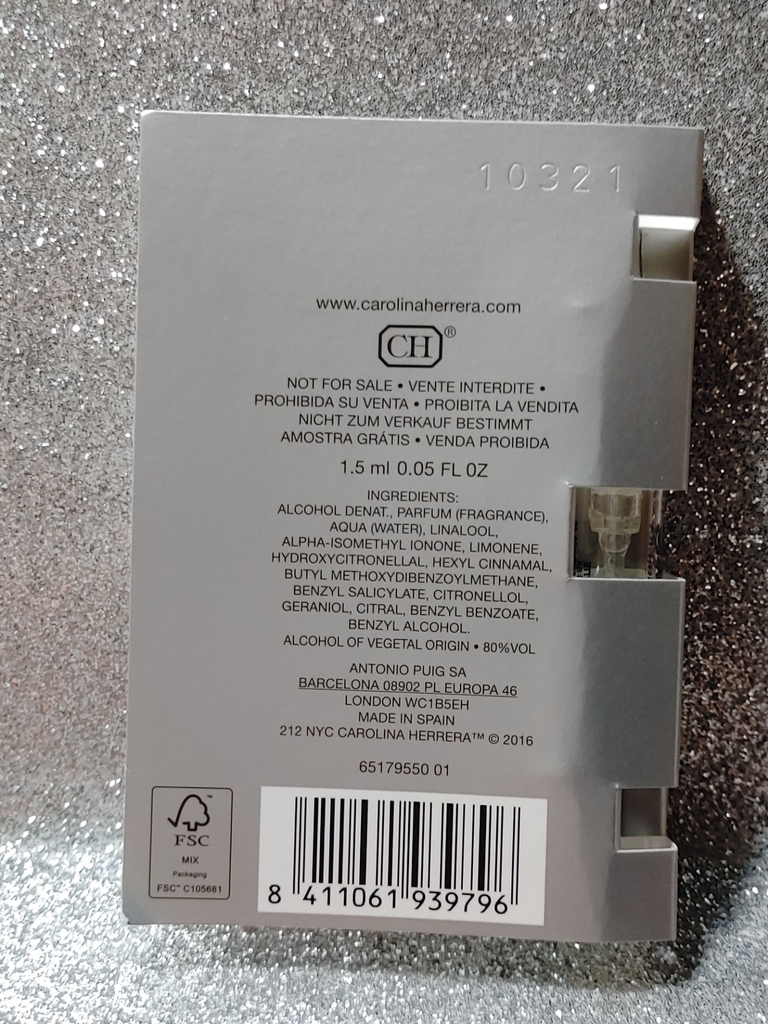 10321
www.carolinaherrera.com
CH®
NOT FOR SALE • VENTE INTERDITE •
PROHIBIDA SU VENTA • PROIBITA LA VENDITA
NICHT ZUM VERKAUF BESTIMMT
AMOSTRA GRÁTIS • VENDA PROIBIDA
1.5 ml 0.05 FL OZ
INGREDIENTS:
ALCOHOL DENAT., PARFUM (FRAGRANCE),
AQUA (WATER), LINALOOL,
ALPHA-ISOMETHYL IONONE, LIMONENE,
HYDROXYCITRONELLAL, HEXYL CINNAMAL,
BUTYL METHOXYDIBENZOYLMETHANE,
BENZYL SALICYLATE, CITRONELLOL,
GERANIOL, CITRAL, BENZYL BENZOATE,
BENZYL ALCOHOL.
ALCOHOL OF VEGETAL ORIGIN • 80%VOL
ANTONIO PUIG SA
BARCELONA 08902 PL EUROPA 46
LONDON WC1B5EH
MADE IN SPAIN
212 NYC CAROLINA HERRERA™ © 2016
65179550 01
™
FSC
MIX
Packaging
FSC™ C105681
8 411061 939796